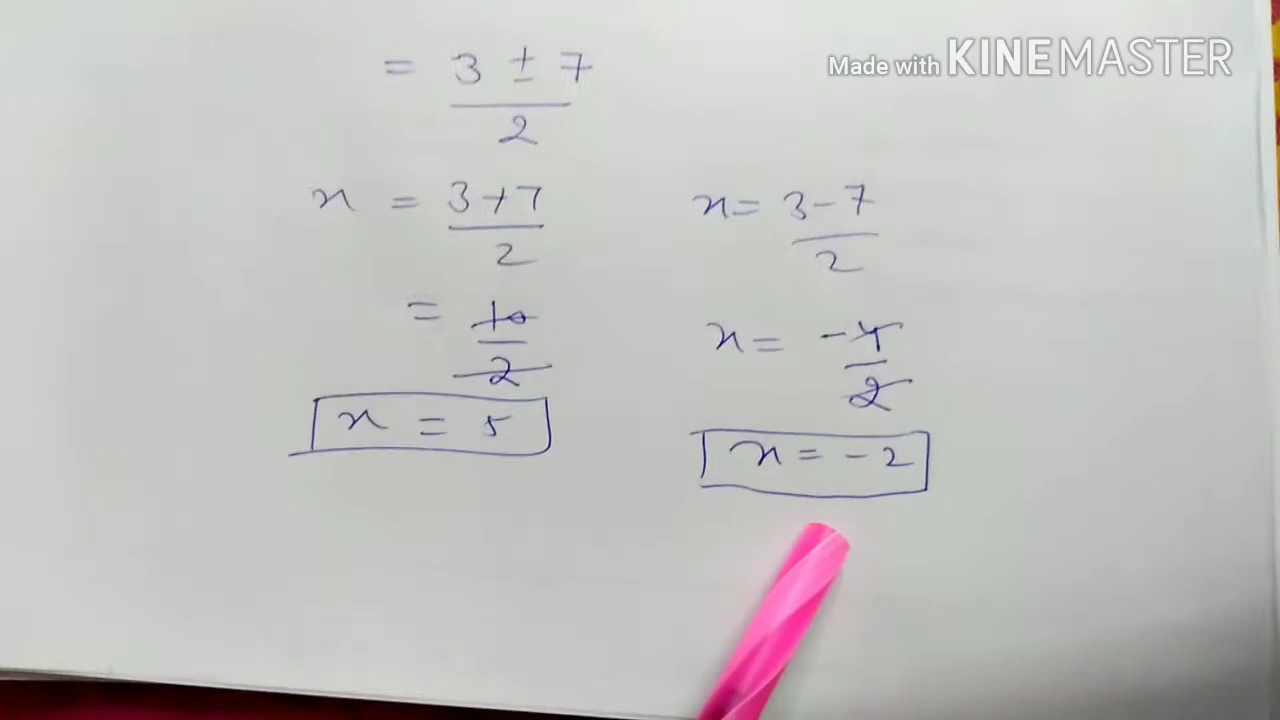 Made with KINEMASTER
= 3 ± 7
2
x = 3+7
2
= 10
2
x = 5
x = 3-7
2
x = -4
2
x = -2